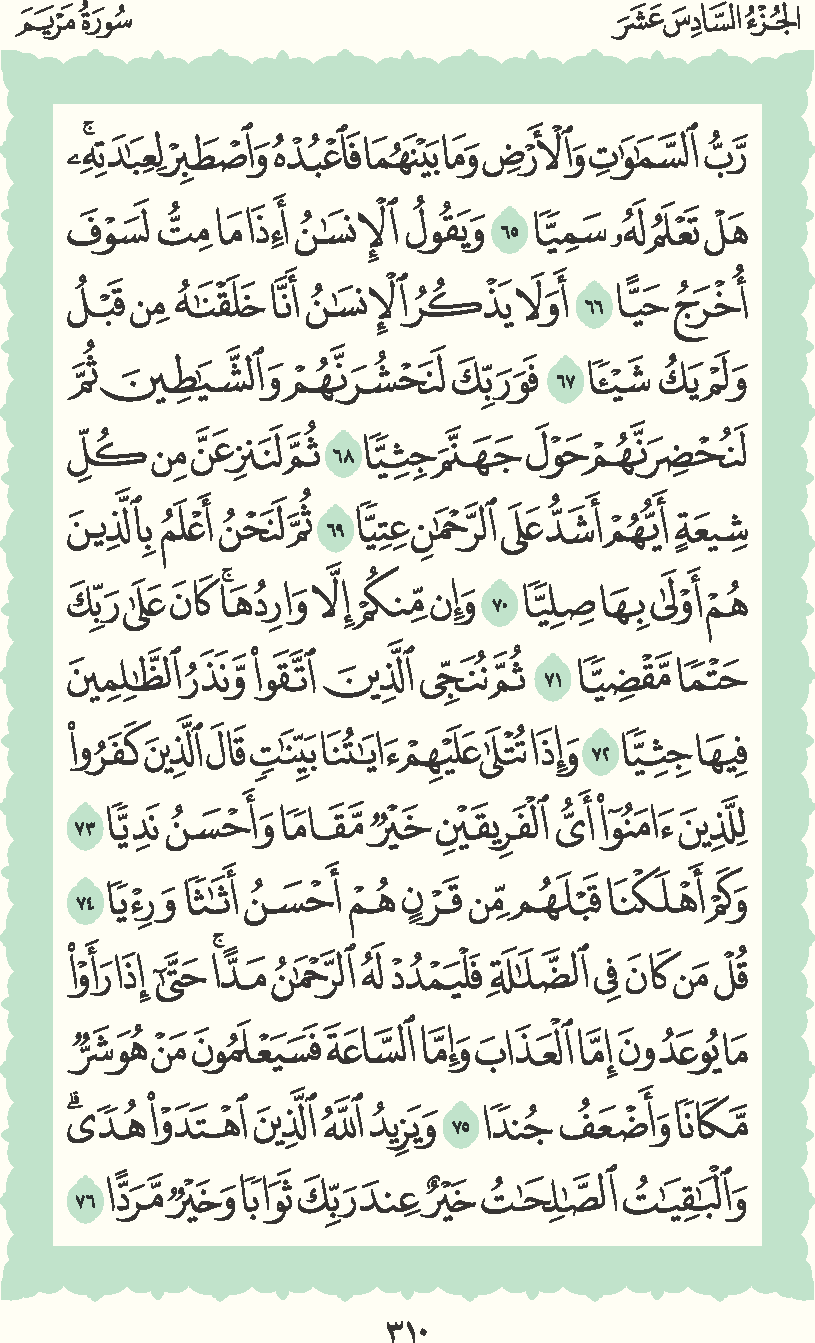 الجُزْءُ السَّادِسَ عَشَرَ
سُورَةُ مَرْيَمَ
رَّبُّ ٱلسَّمَٰوَٰتِ وَٱلْأَرْضِ وَمَا بَيْنَهُمَا فَٱعْبُدْهُ وَٱصْطَبِرْ لِعِبَٰدَتِهِۦۚ
هَلْ تَعْلَمُ لَهُۥ سَمِيًّا ٦٥ وَيَقُولُ ٱلْإِنسَٰنُ أَءِذَا مَا مِتُّ لَسَوْفَ
أُخْرَجُ حَيًّا ٦٦ أَوَلَا يَذْكُرُ ٱلْإِنسَٰنُ أَنَّا خَلَقْنَٰهُ مِن قَبْلُ
وَلَمْ يَكُ شَيْـًٔا ٦٧ فَوَرَبِّكَ لَنَحْشُرَنَّهُمْ وَٱلشَّيَٰطِينَ ثُمَّ
لَنُحْضِرَنَّهُمْ حَوْلَ جَهَنَّمَ جِثِيًّا ٦٨ ثُمَّ لَنَنزِعَنَّ مِن كُلِّ
شِيعَةٍ أَيُّهُمْ أَشَدُّ عَلَى ٱلرَّحْمَٰنِ عِتِيًّا ٦٩ ثُمَّ لَنَحْنُ أَعْلَمُ بِٱلَّذِينَ
هُمْ أَوْلَىٰ بِهَا صِلِيًّا ٧٠ وَإِن مِّنكُمْ إِلَّا وَارِدُهَاۚ كَانَ عَلَىٰ رَبِّكَ
حَتْمًا مَّقْضِيًّا ٧١ ثُمَّ نُنَجِّى ٱلَّذِينَ ٱتَّقَوا۟ وَّنَذَرُ ٱلظَّٰلِمِينَ
فِيهَا جِثِيًّا ٧٢ وَإِذَا تُتْلَىٰ عَلَيْهِمْ ءَايَٰتُنَا بَيِّنَٰتٍ قَالَ ٱلَّذِينَ كَفَرُوا۟
لِلَّذِينَ ءَامَنُوٓا۟ أَىُّ ٱلْفَرِيقَيْنِ خَيْرٌ مَّقَامًا وَأَحْسَنُ نَدِيًّا ٧٣
وَكَمْ أَهْلَكْنَا قَبْلَهُم مِّن قَرْنٍ هُمْ أَحْسَنُ أَثَٰثًا وَرِءْيًا ٧٤
قُلْ مَن كَانَ فِى ٱلضَّلَٰلَةِ فَلْيَمْدُدْ لَهُ ٱلرَّحْمَٰنُ مَدًّاۚ حَتَّىٰٓ إِذَا رَأَوْا۟
مَا يُوعَدُونَ إِمَّا ٱلْعَذَابَ وَإِمَّا ٱلسَّاعَةَ فَسَيَعْلَمُونَ مَنْ هُوَ شَرٌّ
مَّكَانًا وَأَضْعَفُ جُندًا ٧٥ وَيَزِيدُ ٱللَّهُ ٱلَّذِينَ ٱهْتَدَوْا۟ هُدًىۗ
وَٱلْبَٰقِيَٰتُ ٱلصَّٰلِحَٰتُ خَيْرٌ عِندَ رَبِّكَ ثَوَابًا وَخَيْرٌ مَّرَدًّا ٧٦
٣١٠